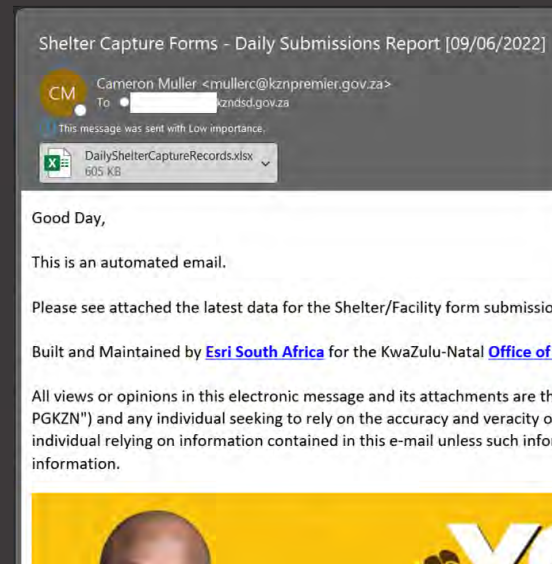 Shelter Capture Forms - Daily Submissions Report [09/06/2022]
CM
Cameron Muller <mullerc@kznpremier.gov.za>
To kzndsd.gov.za
This message was sent with Low importance.
DailyShelterCaptureRecords.xlsx
605 KB
Good Day,
This is an automated email.
Please see attached the latest data for the Shelter/Facility form submissio
Built and Maintained by Esri South Africa for the KwaZulu-Natal Office of
All views or opinions in this electronic message and its attachments are th
PGKZN") and any individual seeking to rely on the accuracy and veracity o
individual relying on information contained in this e-mail unless such info
information.